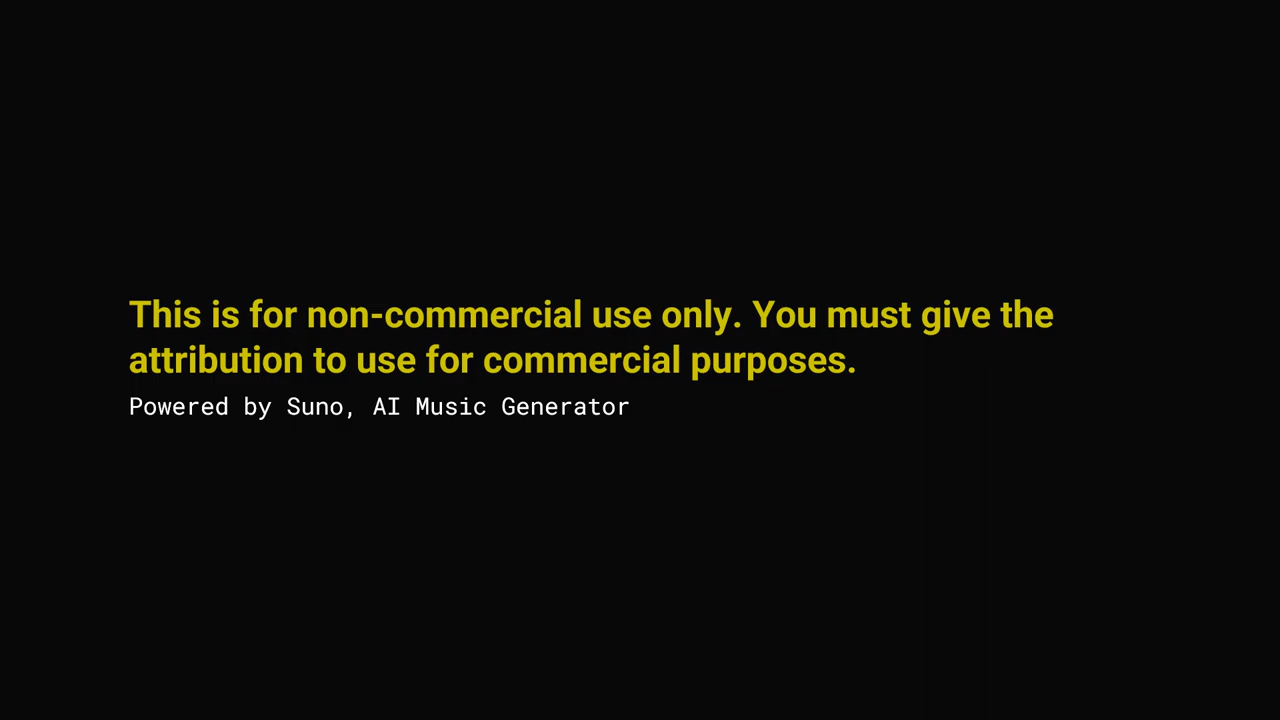 This is for non-commercial use only. You must give the
attribution to use for commercial purposes.
Powered by Suno, AI Music Generator